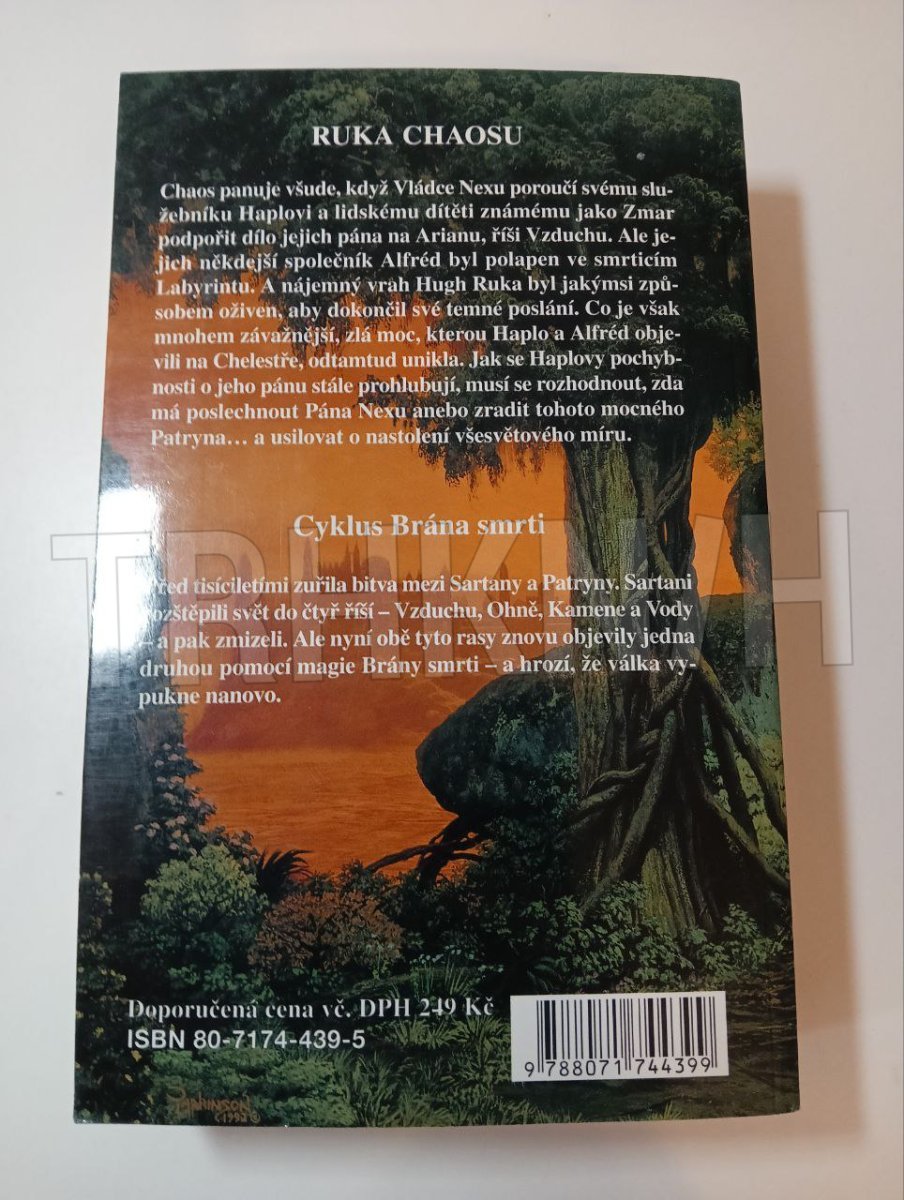 RUKA CHAOSU
Chaos panuje všude, když Vládce Nexu poroučí svému slu-
žebníku Haplovi a lidskému dítěti známému jako Zmar
podpořit dílo jejich pána na Arianu, říši Vzduchu. Ale je-
jich někdejší společník Alfréd byl polapen ve smrticím
Labyrintu. A nájemný vrah Hugh Ruka byl jakýmsi způ-
sobem oživen, aby dokončil své temné poslání. Co je však
mnohem závažnější, zlá moc, kterou Haplo a Alfréd obje-
vili na Chelestře, odtamtud unikla. Jak se Haplovy pochyb-
nosti o jeho pánu stále prohlubují, musí se rozhodnout, zda
má poslechnout Pána Nexu anebo zradit tohoto mocného
Patryna... a usilovat o nastolení všesvětového míru.
Cyklus Brána smrti
Před tisíciletími zuřila bitva mezi Sartany a Patryny. Sartani
rozštěpili svět do čtyř říší – Vzduchu, Ohně, Kamene a Vody
– a pak zmizeli. Ale nyní obě tyto rasy znovu objevily jedna
druhou pomocí magie Brány smrti – a hrozí, že válka vy-
pukne nanovo.
Doporučená cena vč. DPH 249 Kč
ISBN 80-7174-439-5
9 788071 744399
PARKINSON